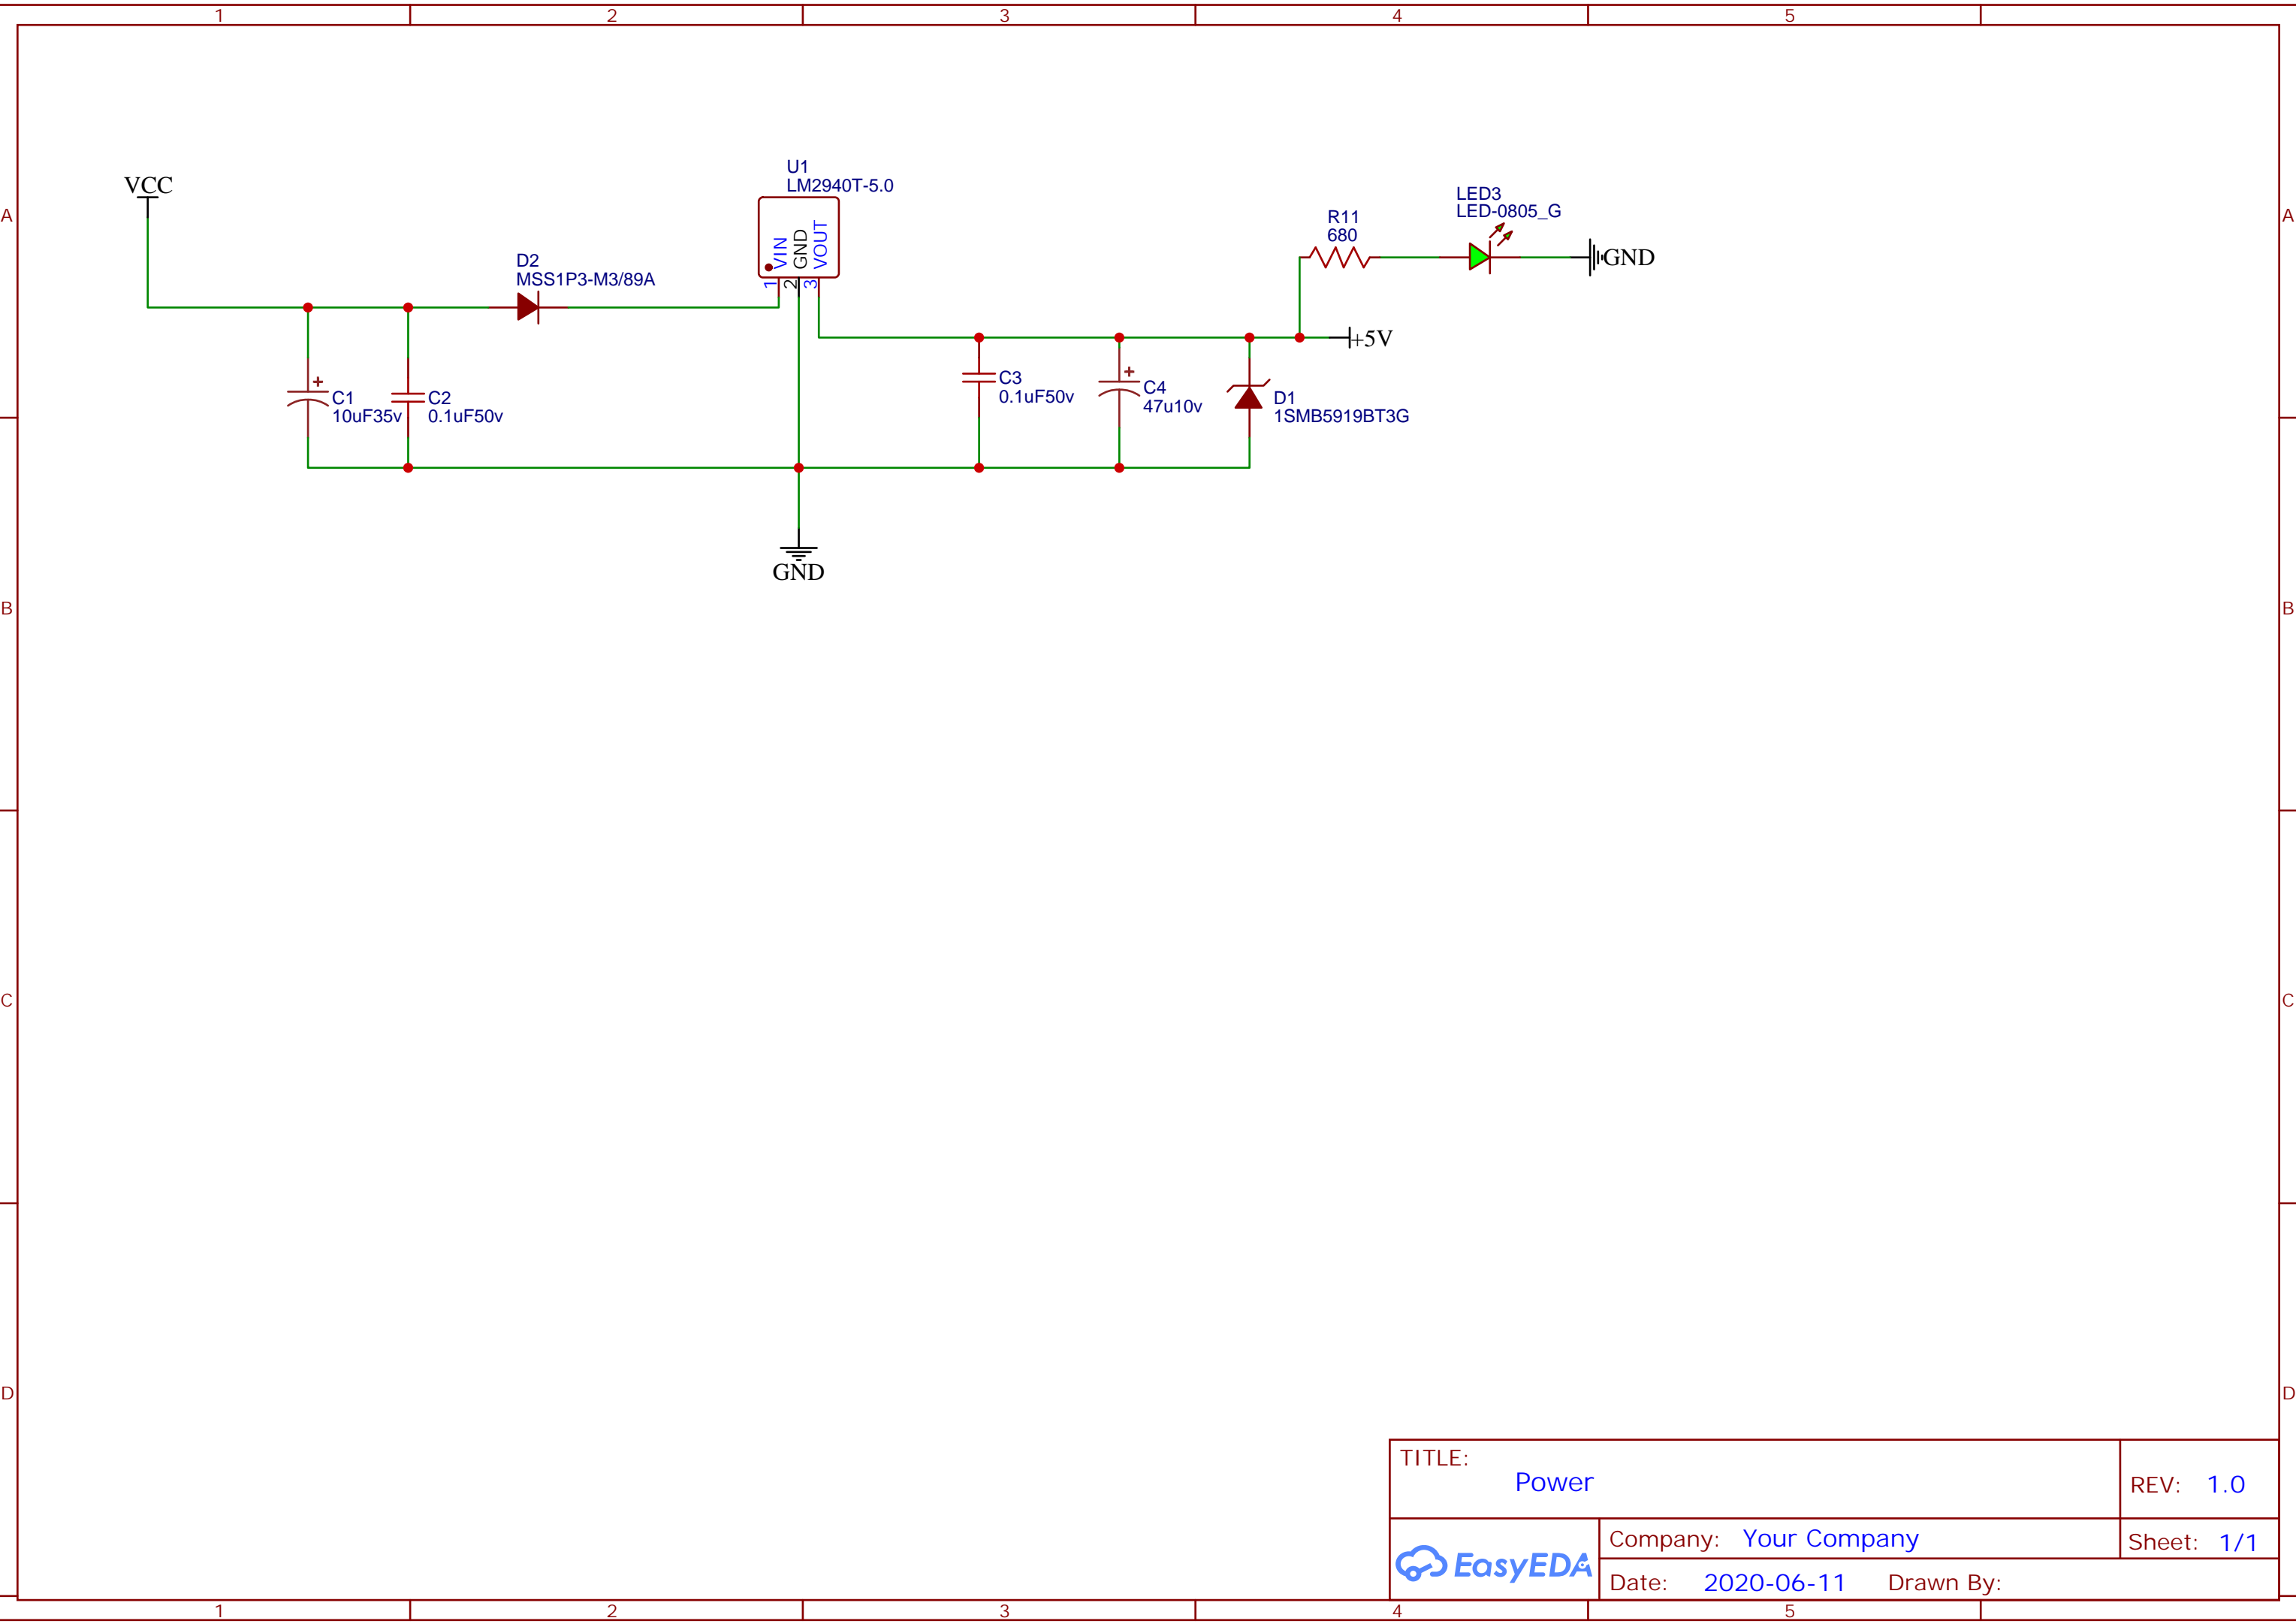 1 2 3 4 5
A A
VCC
U1
LM2940T-5.0
VIN
GND
VOUT
1
2
3
D2
MSS1P3-M3/89A
R11
680
LED3
LED-0805_G
GND
+5V
+
C1
10uF35v
C2
0.1uF50v
C3
0.1uF50v
+
C4
47u10v
D1
1SMB5919BT3G
GND
B B
C C
D D
TITLE:
Power
REV: 1.0
EasyEDA
Company: Your Company
Sheet: 1/1
Date: 2020-06-11 Drawn By:
1 2 3 4 5